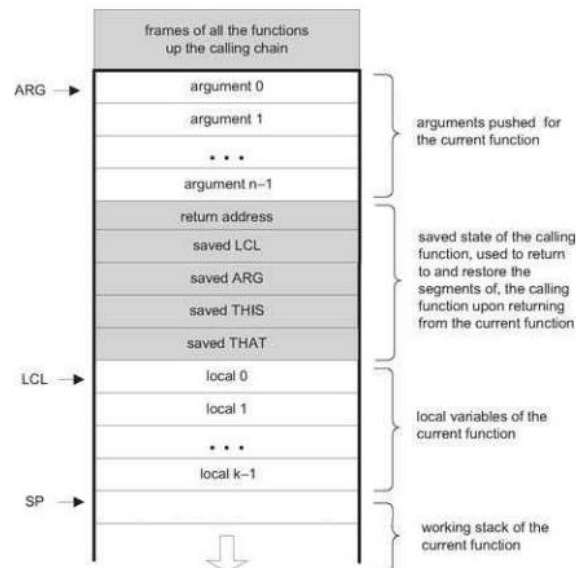 frames of all the functions
up the calling chain
ARG
argument 0
argument 1
...
argument n–1
arguments pushed for
the current function
return address
saved LCL
saved ARG
saved THIS
saved THAT
saved state of the calling
function, used to return
to and restore the
segments of, the calling
function upon returning
from the current function
LCL
local 0
local 1
...
local k–1
local variables of the
current function
SP
working stack of the
current function